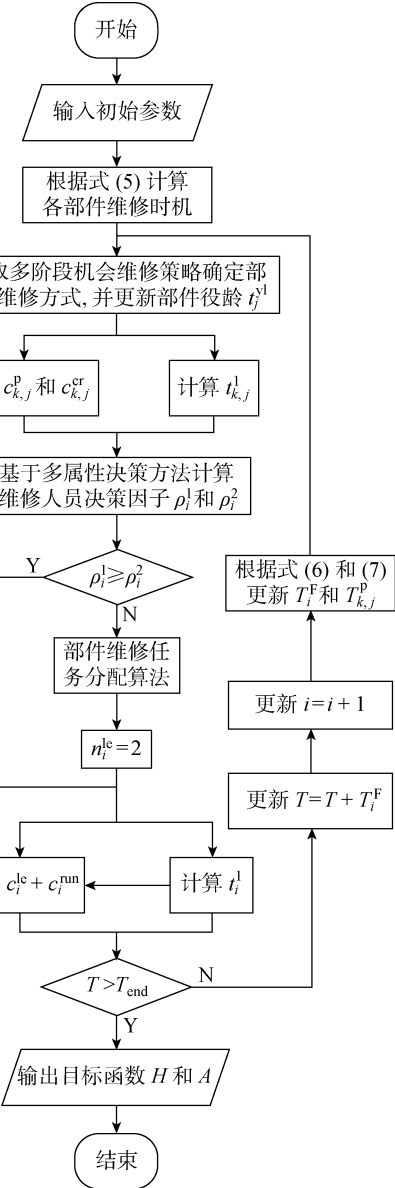 开始
输入初始参数
根据式 (5) 计算
各部件维修时机
多阶段机会维修策略确定部
维修方式, 并更新部件役龄 $t_j^{yl}$
$c_{k,j}^{p}$ 和 $c_{k,j}^{cr}$
计算 $t_{k,j}^{l}$
基于多属性决策方法计算
维修人员决策因子 $\rho_i^1$ 和 $\rho_i^2$
Y
$\rho_i^1 \geq \rho_i^2$
N
部件维修任
务分配算法
$n_i^{le}=2$
$c_i^{le}+c_i^{run}$
计算 $t_i^{l}$
$T>T_{end}$
N
Y
输出目标函数 H 和 A
结束
根据式 (6) 和 (7)
更新 $T_i^{F}$ 和 $T_{k,j}^{p}$
更新 i=i+1
更新 $T=T+T_i^{F}$